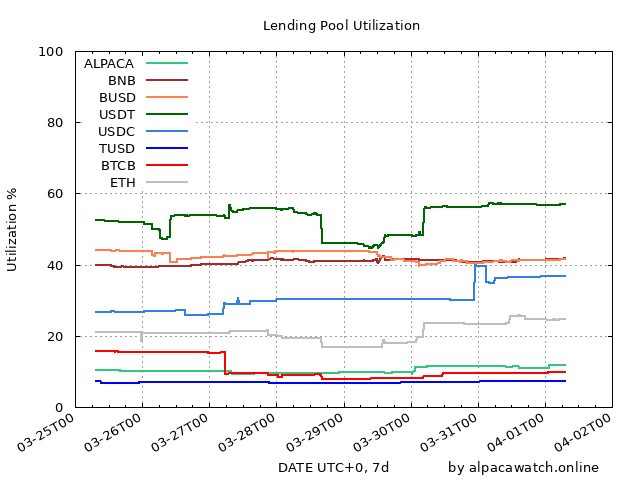 Lending Pool Utilization
100
80
60
40
20
0
Utilization %
ALPACA
BNB
BUSD
USDT
USDC
TUSD
BTCB
ETH
03-25T00
03-26T00
03-27T00
03-28T00
03-29T00
03-30T00
03-31T00
04-01T00
04-02T00
DATE UTC+0, 7d
by alpacawatch.online